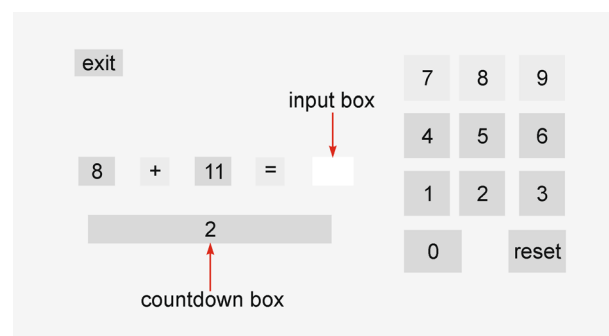 exit
input box
8 + 11 =
2
countdown box
7 8 9
4 5 6
1 2 3
0 reset